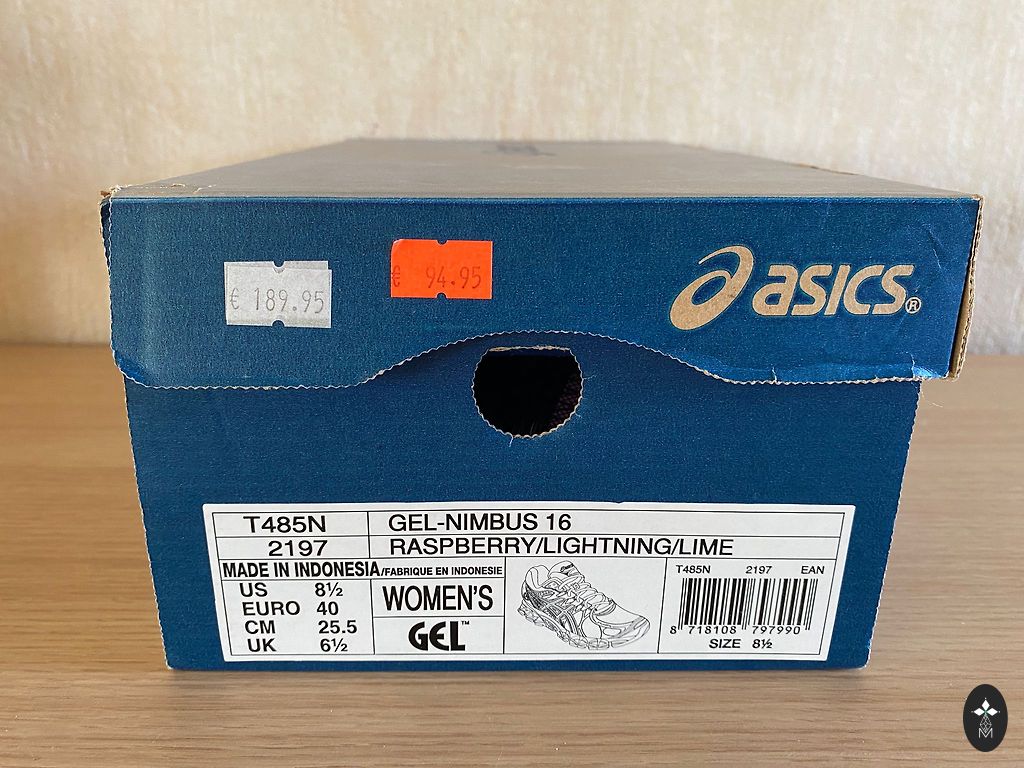 € 189.95
€ 94.95
asics®
T485N
GEL-NIMBUS 16
2197
RASPBERRY/LIGHTNING/LIME
MADE IN INDONESIA/FABRIQUE EN INDONESIE
US 8½
EURO 40
CM 25.5
UK 6½
WOMEN'S
GEL™
T485N 2197 EAN
8 718108 797990
SIZE 8½
M